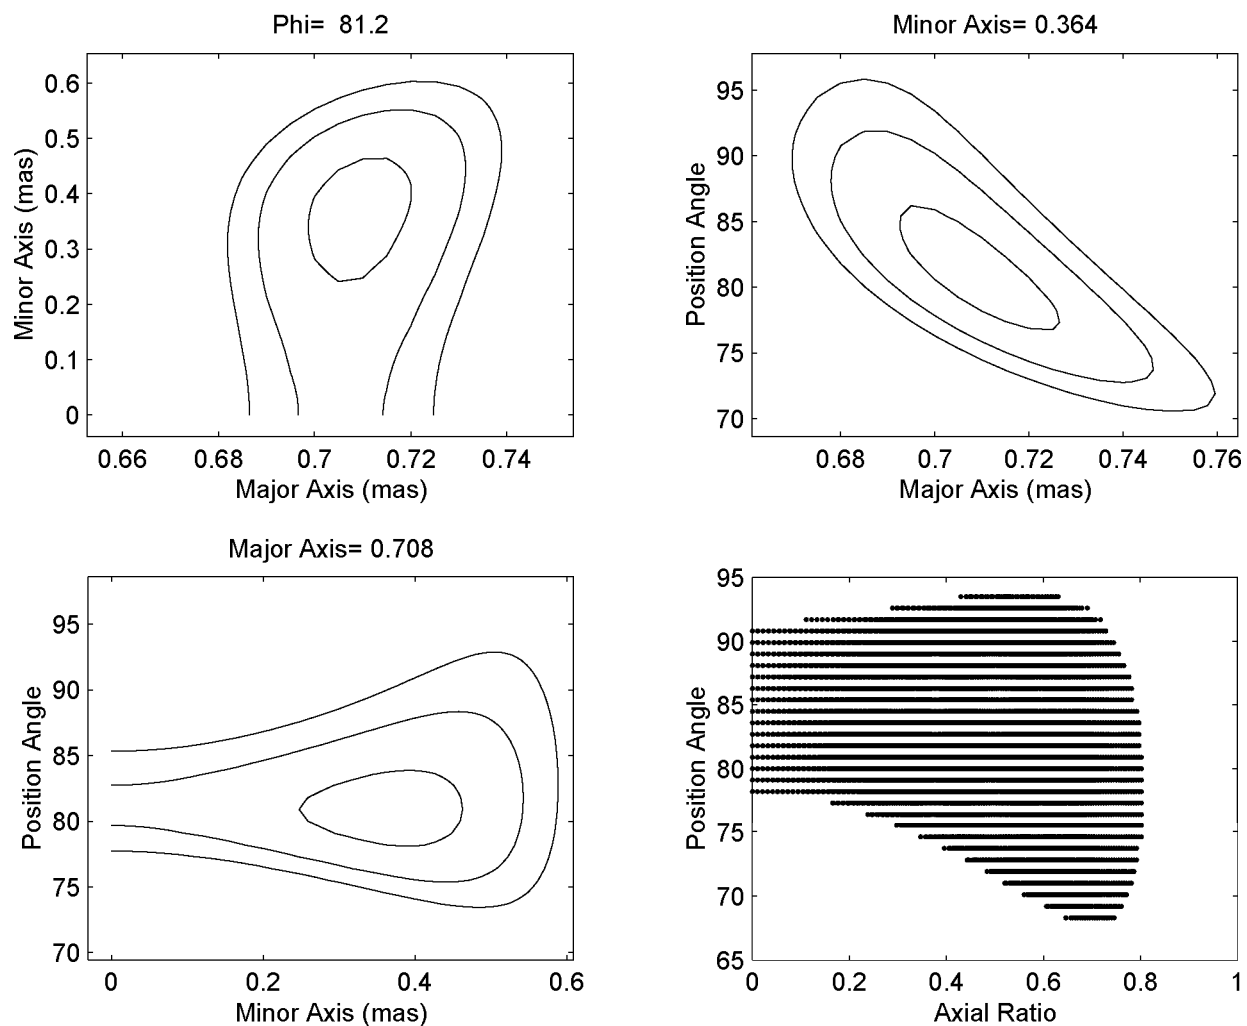 Phi= 81.2
0.6
0.5
0.4
0.3
0.2
0.1
0
Minor Axis (mas)
0.66 0.68 0.7 0.72 0.74
Major Axis (mas)
Minor Axis= 0.364
95
90
85
80
75
70
Position Angle
0.68 0.7 0.72 0.74 0.76
Major Axis (mas)
Major Axis= 0.708
95
90
85
80
75
70
Position Angle
0 0.2 0.4 0.6
Minor Axis (mas)
95
90
85
80
75
70
65
Position Angle
0 0.2 0.4 0.6 0.8 1
Axial Ratio